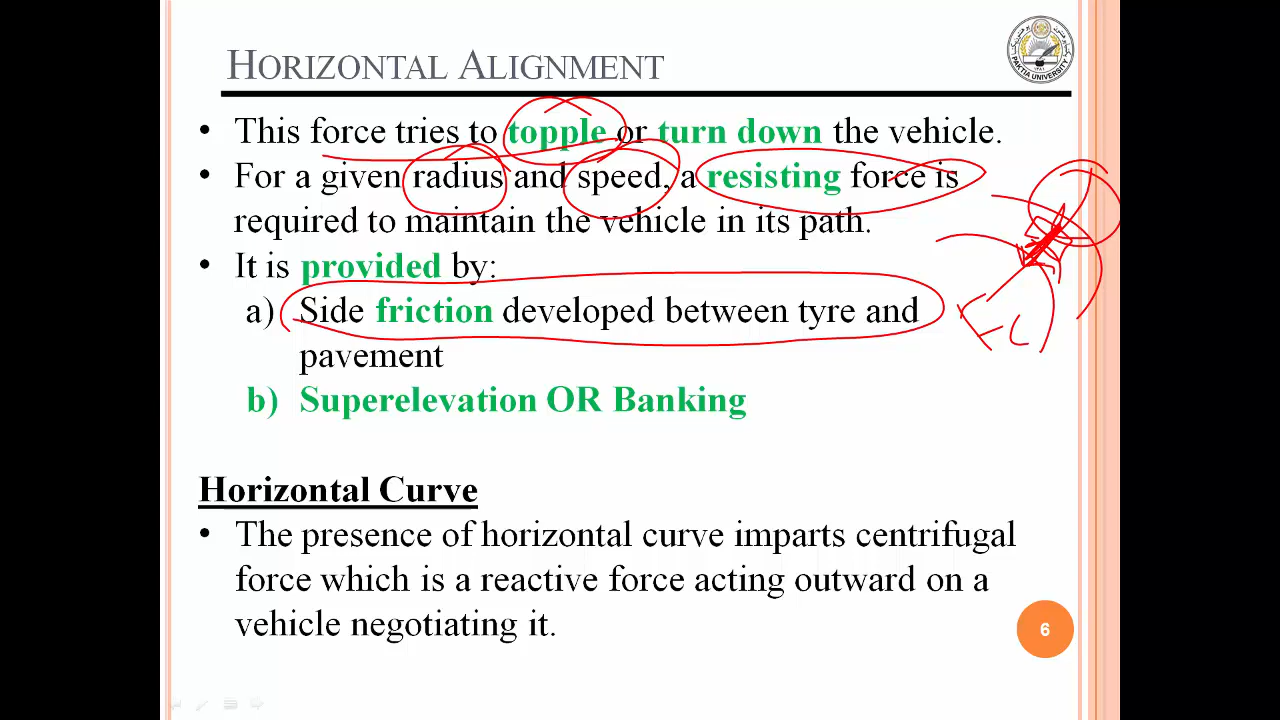 HORIZONTAL ALIGNMENT
PAKTIA UNIVERSITY
• This force tries to topple or turn down the vehicle.
• For a given radius and speed, a resisting force is
required to maintain the vehicle in its path.
• It is provided by:
a) Side friction developed between tyre and
pavement
b) Superelevation OR Banking
Horizontal Curve
• The presence of horizontal curve imparts centrifugal
force which is a reactive force acting outward on a
vehicle negotiating it.
6